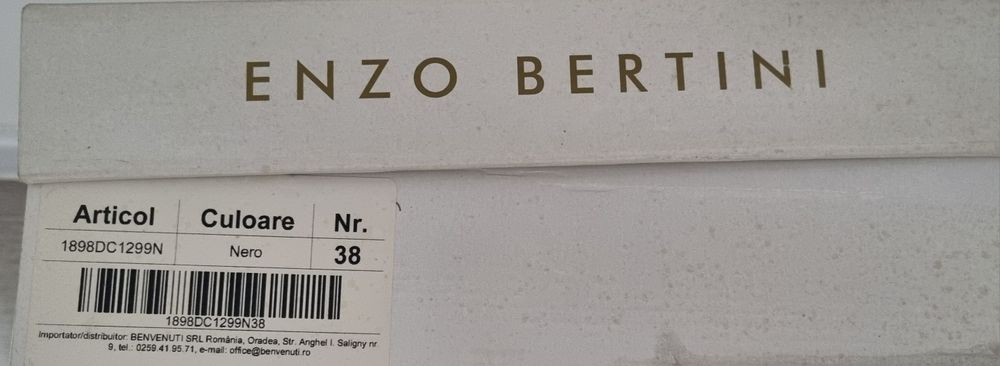 ENZO BERTINI
Articol Culoare Nr.
1898DC1299N Nero 38
1898DC1299N38
Importator/distribuitor: BENVENUTI SRL România, Oradea, Str. Anghel I. Saligny nr.
9, tel.: 0259.41.95.71, e-mail: office@benvenuti.ro